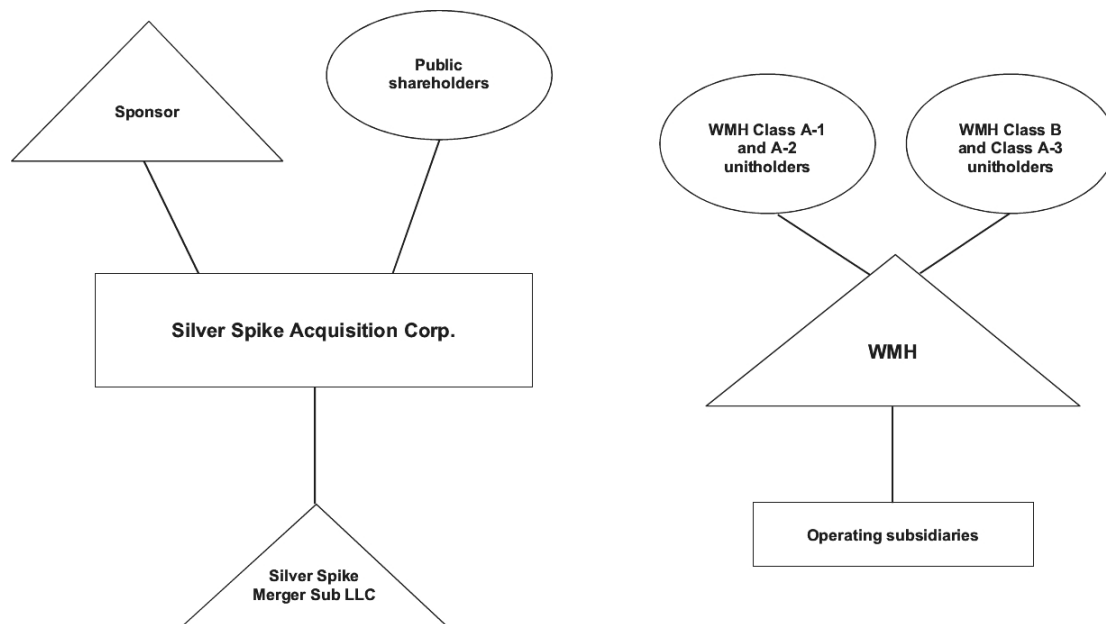 Sponsor
Public
shareholders
WMH Class A-1
and A-2
unitholders
WMH Class B
and Class A-3
unitholders
Silver Spike Acquisition Corp.
WMH
Operating subsidiaries
Silver Spike
Merger Sub LLC